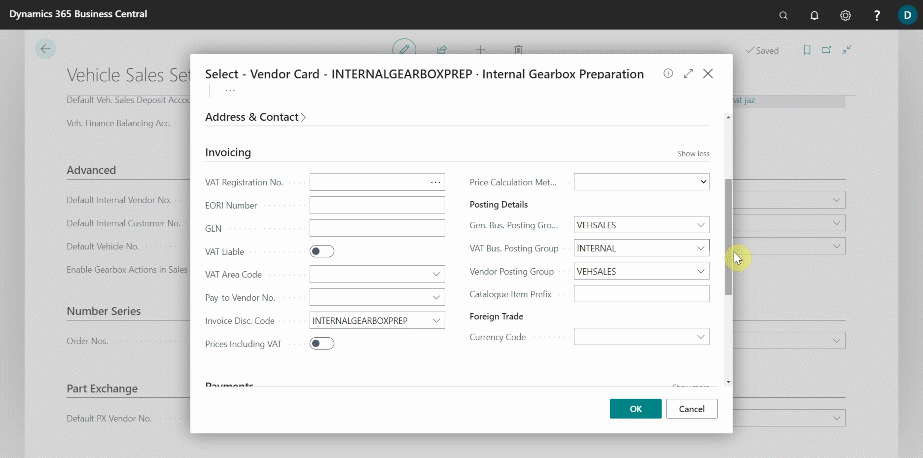 Dynamics 365 Business Central
? D
Saved
Vehicle Sales Set
Default Veh. Sales Deposit Accou
Veh. Finance Balancing Acc.
Advanced
Default Internal Vendor No.
Default Internal Customer No.
Default Vehicle No.
Enable Gearbox Actions in Sales
Number Series
Order Nos.
Part Exchange
Default PX Vendor No.
Select - Vendor Card - INTERNALGEARBOXPREP · Internal Gearbox Preparation
...
Address & Contact
Invoicing
Show less
VAT Registration No.
...
EORI Number
GLN
VAT Liable
VAT Area Code
Pay-to Vendor No.
Invoice Disc. Code INTERNALGEARBOXPREP
Prices Including VAT
Price Calculation Met...
Posting Details
Gen. Bus. Posting Gro... VEHSALES
VAT Bus. Posting Group INTERNAL
Vendor Posting Group VEHSALES
Catalogue Item Prefix
Foreign Trade
Currency Code
Payments
Show more
OK
Cancel